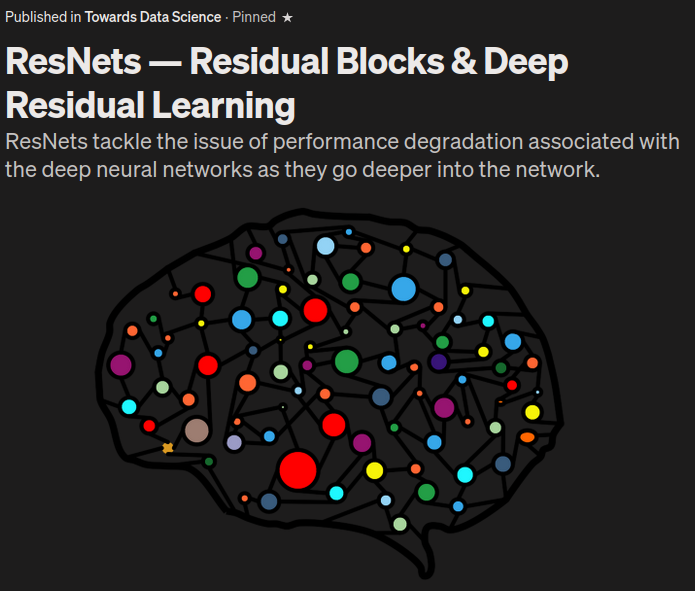 Published in Towards Data Science · Pinned ★
ResNets — Residual Blocks & Deep
Residual Learning
ResNets tackle the issue of performance degradation associated with
the deep neural networks as they go deeper into the network.